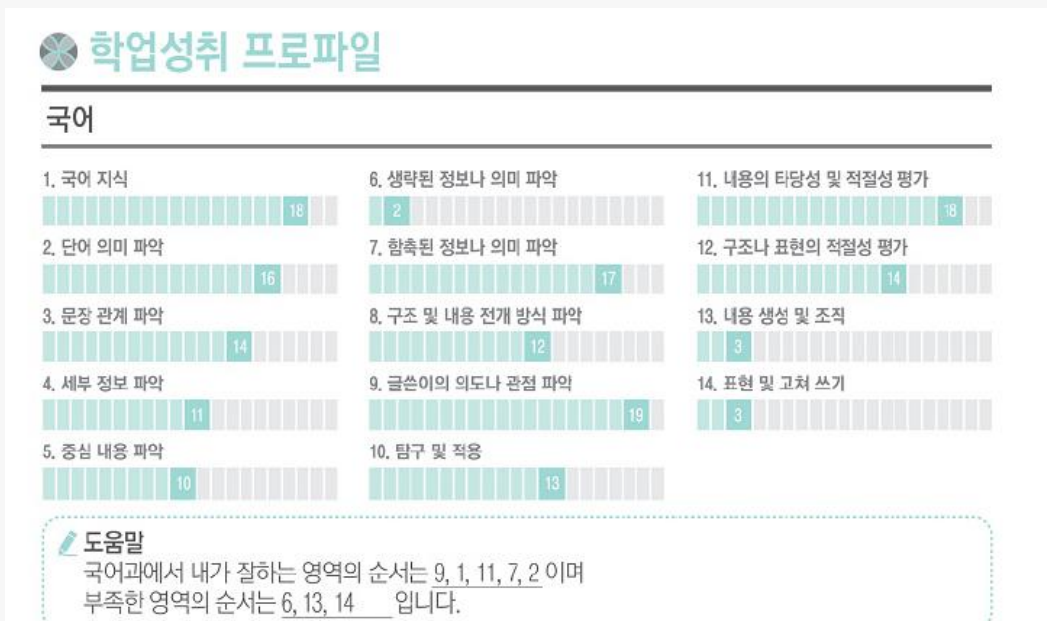 학업성취 프로파일
국어
1. 국어 지식
18
2. 단어 의미 파악
16
3. 문장 관계 파악
14
4. 세부 정보 파악
11
5. 중심 내용 파악
10
6. 생략된 정보나 의미 파악
2
7. 함축된 정보나 의미 파악
17
8. 구조 및 내용 전개 방식 파악
12
9. 글쓴이의 의도나 관점 파악
19
10. 탐구 및 적용
13
11. 내용의 타당성 및 적절성 평가
18
12. 구조나 표현의 적절성 평가
14
13. 내용 생성 및 조직
3
14. 표현 및 고쳐 쓰기
3
도움말
국어과에서 내가 잘하는 영역의 순서는 9, 1, 11, 7, 2 이며
부족한 영역의 순서는 6, 13, 14 입니다.